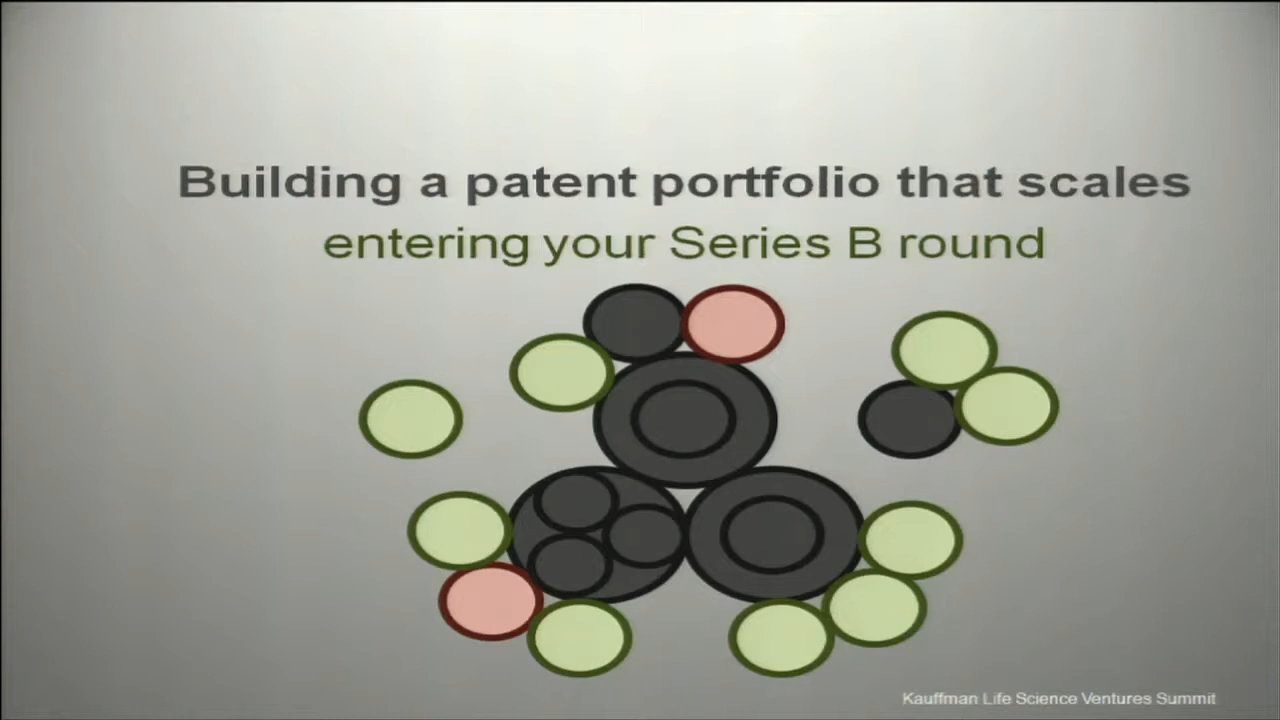 Building a patent portfolio that scales
entering your Series B round
Kauffman Life Science Ventures Summit